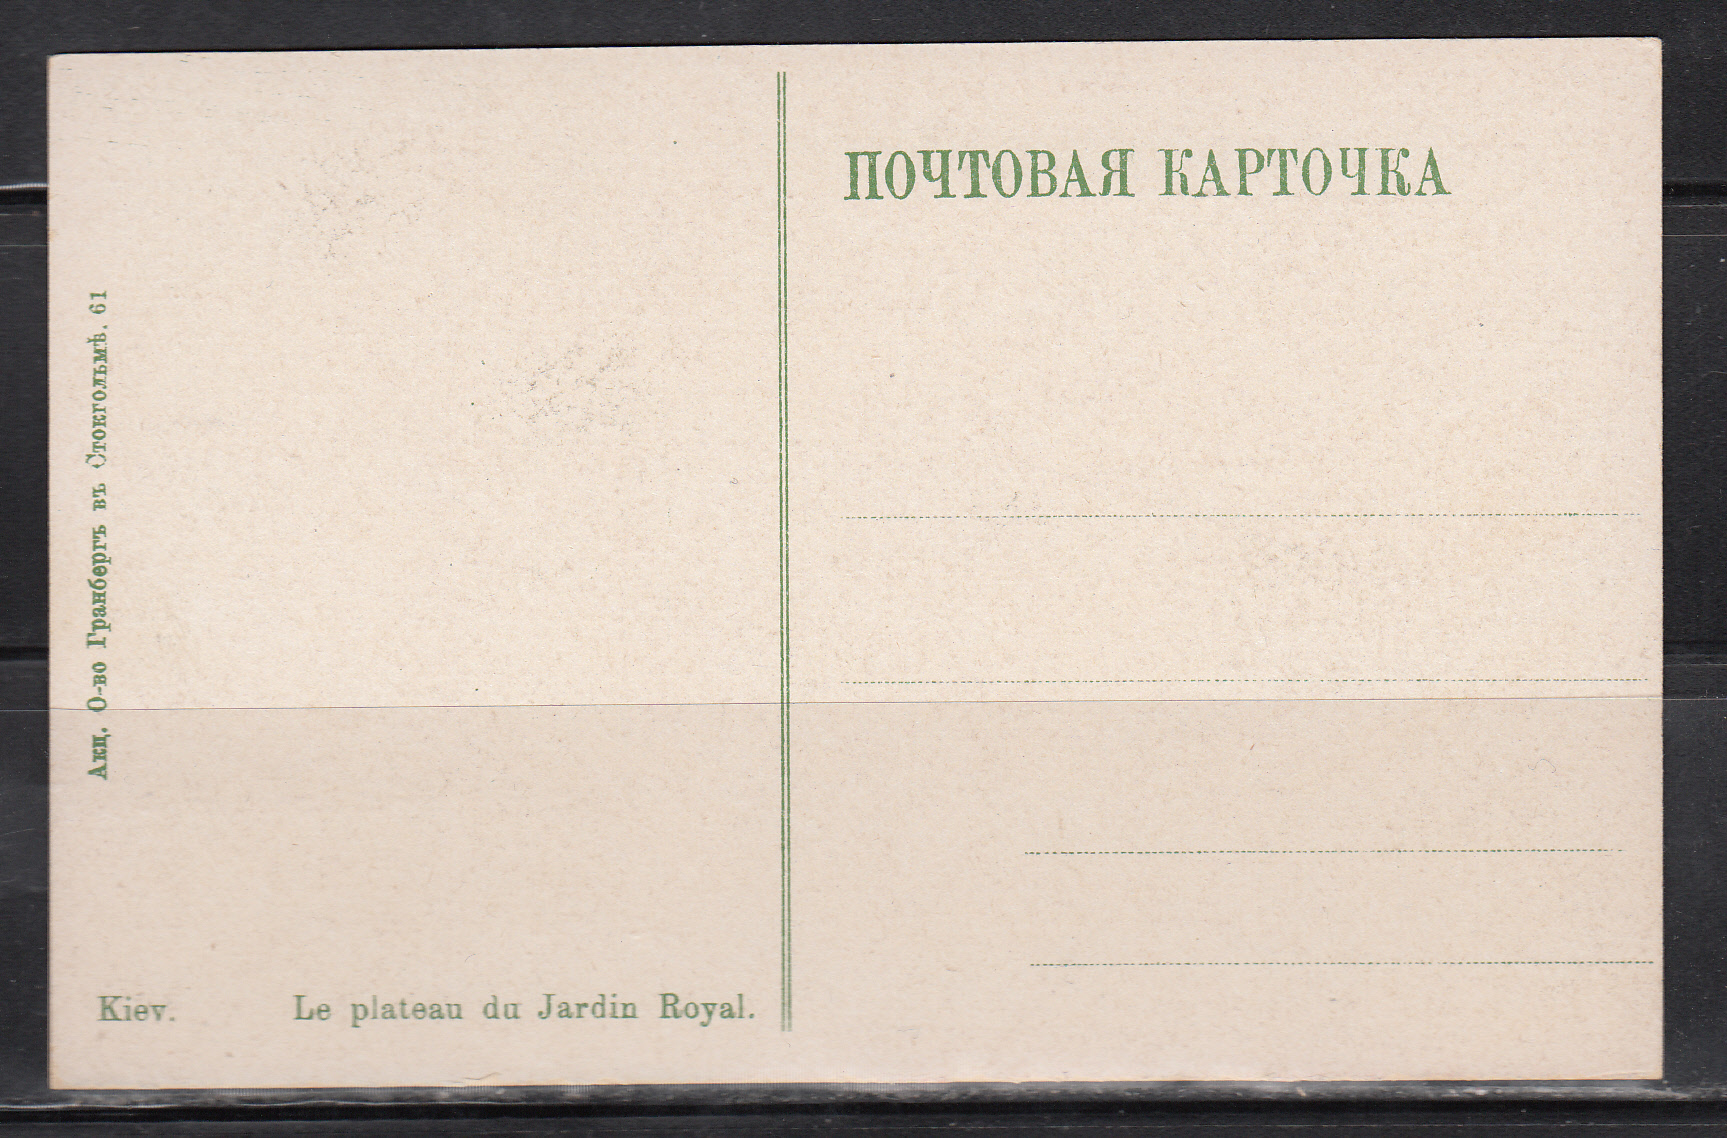 ПОЧТОВАЯ КАРТОЧКА
Акц. О-во Гранбергъ въ Стокгольмѣ. 61
Kiev. Le plateau du Jardin Royal.